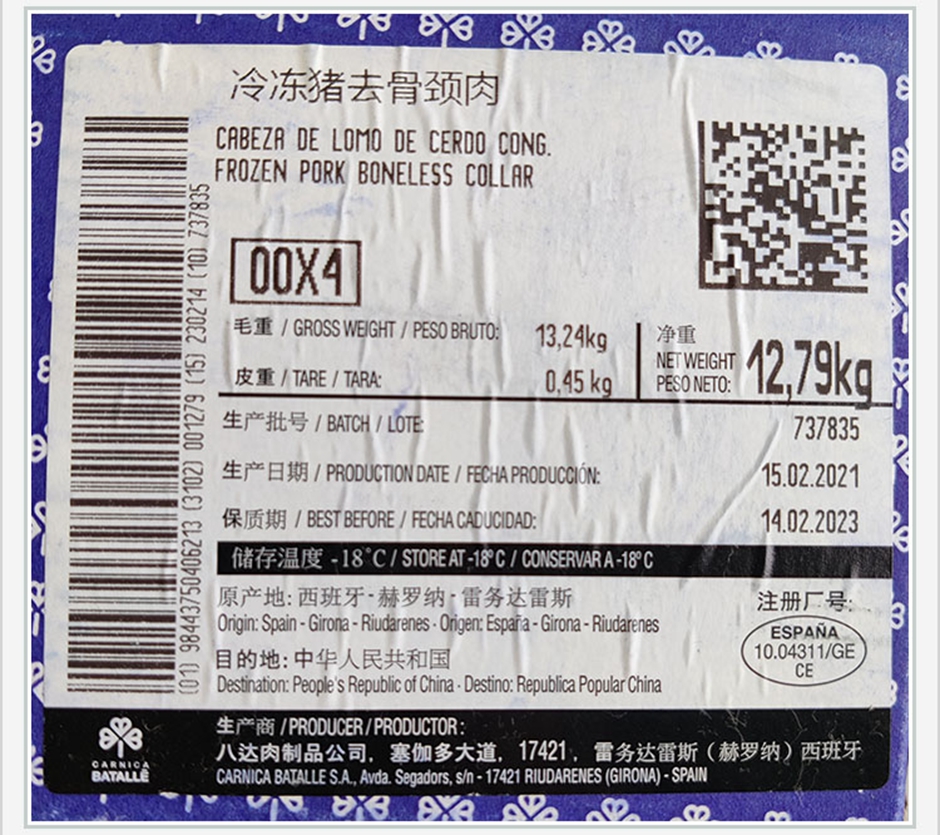 冷冻猪去骨颈肉
CABEZA DE LOMO DE CERDO CONG.
FROZEN PORK BONELESS COLLAR
(01) 98443750406213 (3102) 001279 (15) 230214 (10) 737835
00X4
毛重 / GROSS WEIGHT / PESO BRUTO: 13,24kg
皮重 / TARE / TARA: 0,45 kg
净重
NET WEIGHT
PESO NETO: 12,79kg
生产批号 / BATCH / LOTE: 737835
生产日期 / PRODUCTION DATE / FECHA PRODUCCIÓN: 15.02.2021
保质期 / BEST BEFORE / FECHA CADUCIDAD: 14.02.2023
储存温度 -18°C / STORE AT -18ºC / CONSERVAR A -18º C
原产地: 西班牙-赫罗纳-雷务达雷斯
Origin: Spain - Girona - Riudarenes · Origen: España - Girona - Riudarenes
目的地: 中华人民共和国
Destination: People's Republic of China · Destino: Republica Popular China
注册厂号:
ESPAÑA
10.04311/GE
CE
CARNICA
BATALLÉ
生产商 / PRODUCER / PRODUCTOR:
八达肉制品公司, 塞伽多大道, 17421, 雷务达雷斯（赫罗纳）西班牙
CARNICA BATALLE S.A., Avda. Segadors, s/n - 17421 RIUDARENES (GIRONA) - SPAIN